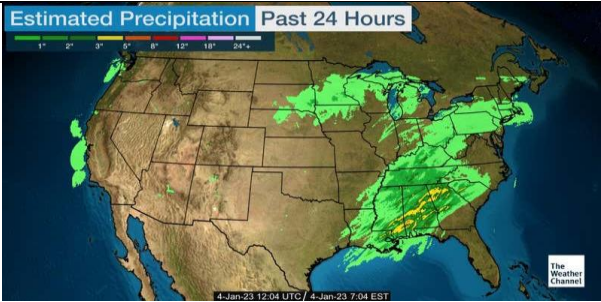 Estimated Precipitation Past 24 Hours
1" 2" 3" 5" 8" 12" 18" 24"+
The
Weather
Channel
4-Jan-23 12:04 UTC / 4-Jan-23 7:04 EST